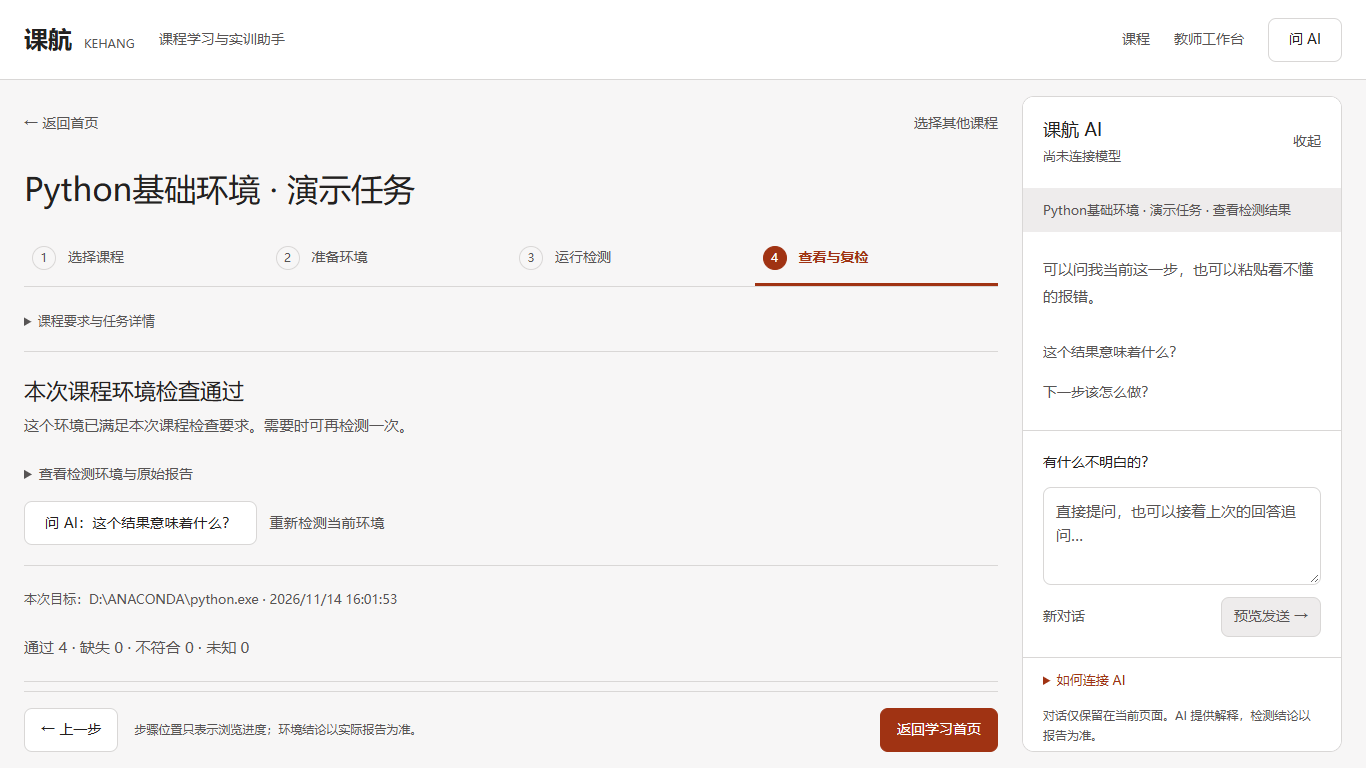 课航 KEHANG 课程学习与实训助手 课程 教师工作台 问 AI
← 返回首页 选择其他课程
Python基础环境 · 演示任务
1 选择课程 2 准备环境 3 运行检测 4 查看与复检
▶ 课程要求与任务详情
本次课程环境检查通过
这个环境已满足本次课程检查要求。需要时可再检测一次。
▶ 查看检测环境与原始报告
问 AI：这个结果意味着什么？ 重新检测当前环境
本次目标：D:\ANACONDA\python.exe · 2026/11/14 16:01:53
通过 4 · 缺失 0 · 不符合 0 · 未知 0
← 上一步 步骤位置只表示浏览进度；环境结论以实际报告为准。 返回学习首页
课航 AI
尚未连接模型
收起
Python基础环境 · 演示任务 · 查看检测结果
可以问我当前这一步，也可以粘贴看不懂
的报错。
这个结果意味着什么？
下一步该怎么做？
有什么不明白的？
直接提问，也可以接着上次的回答追
问…
新对话 预览发送 →
▶ 如何连接 AI
对话仅保留在当前页面。AI 提供解释，检测结论以
报告为准。